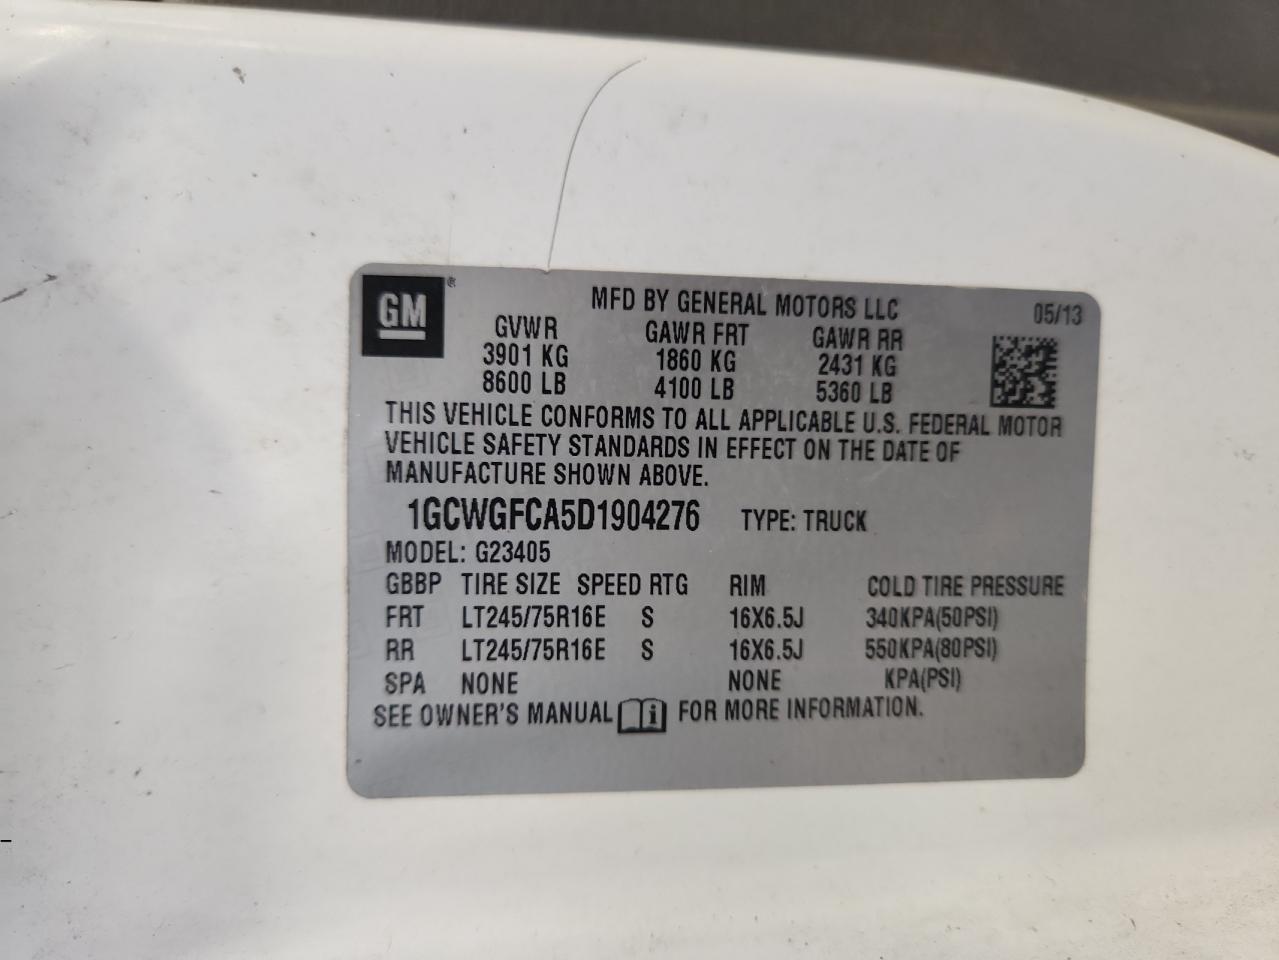 GM®
MFD BY GENERAL MOTORS LLC 05/13
GVWR GAWR FRT GAWR RR
3901 KG 1860 KG 2431 KG
8600 LB 4100 LB 5360 LB
THIS VEHICLE CONFORMS TO ALL APPLICABLE U.S. FEDERAL MOTOR
VEHICLE SAFETY STANDARDS IN EFFECT ON THE DATE OF
MANUFACTURE SHOWN ABOVE.
1GCWGFCA5D1904276 TYPE: TRUCK
MODEL: G23405
GBBP TIRE SIZE SPEED RTG RIM COLD TIRE PRESSURE
FRT LT245/75R16E S 16X6.5J 340KPA(50PSI)
RR LT245/75R16E S 16X6.5J 550KPA(80PSI)
SPA NONE NONE KPA(PSI)
SEE OWNER'S MANUAL i FOR MORE INFORMATION.